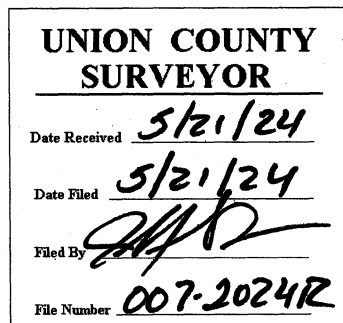 UNION COUNTY
SURVEYOR
Date Received 5/21/24
Date Filed 5/21/24
Filed By
File Number 007-2024R